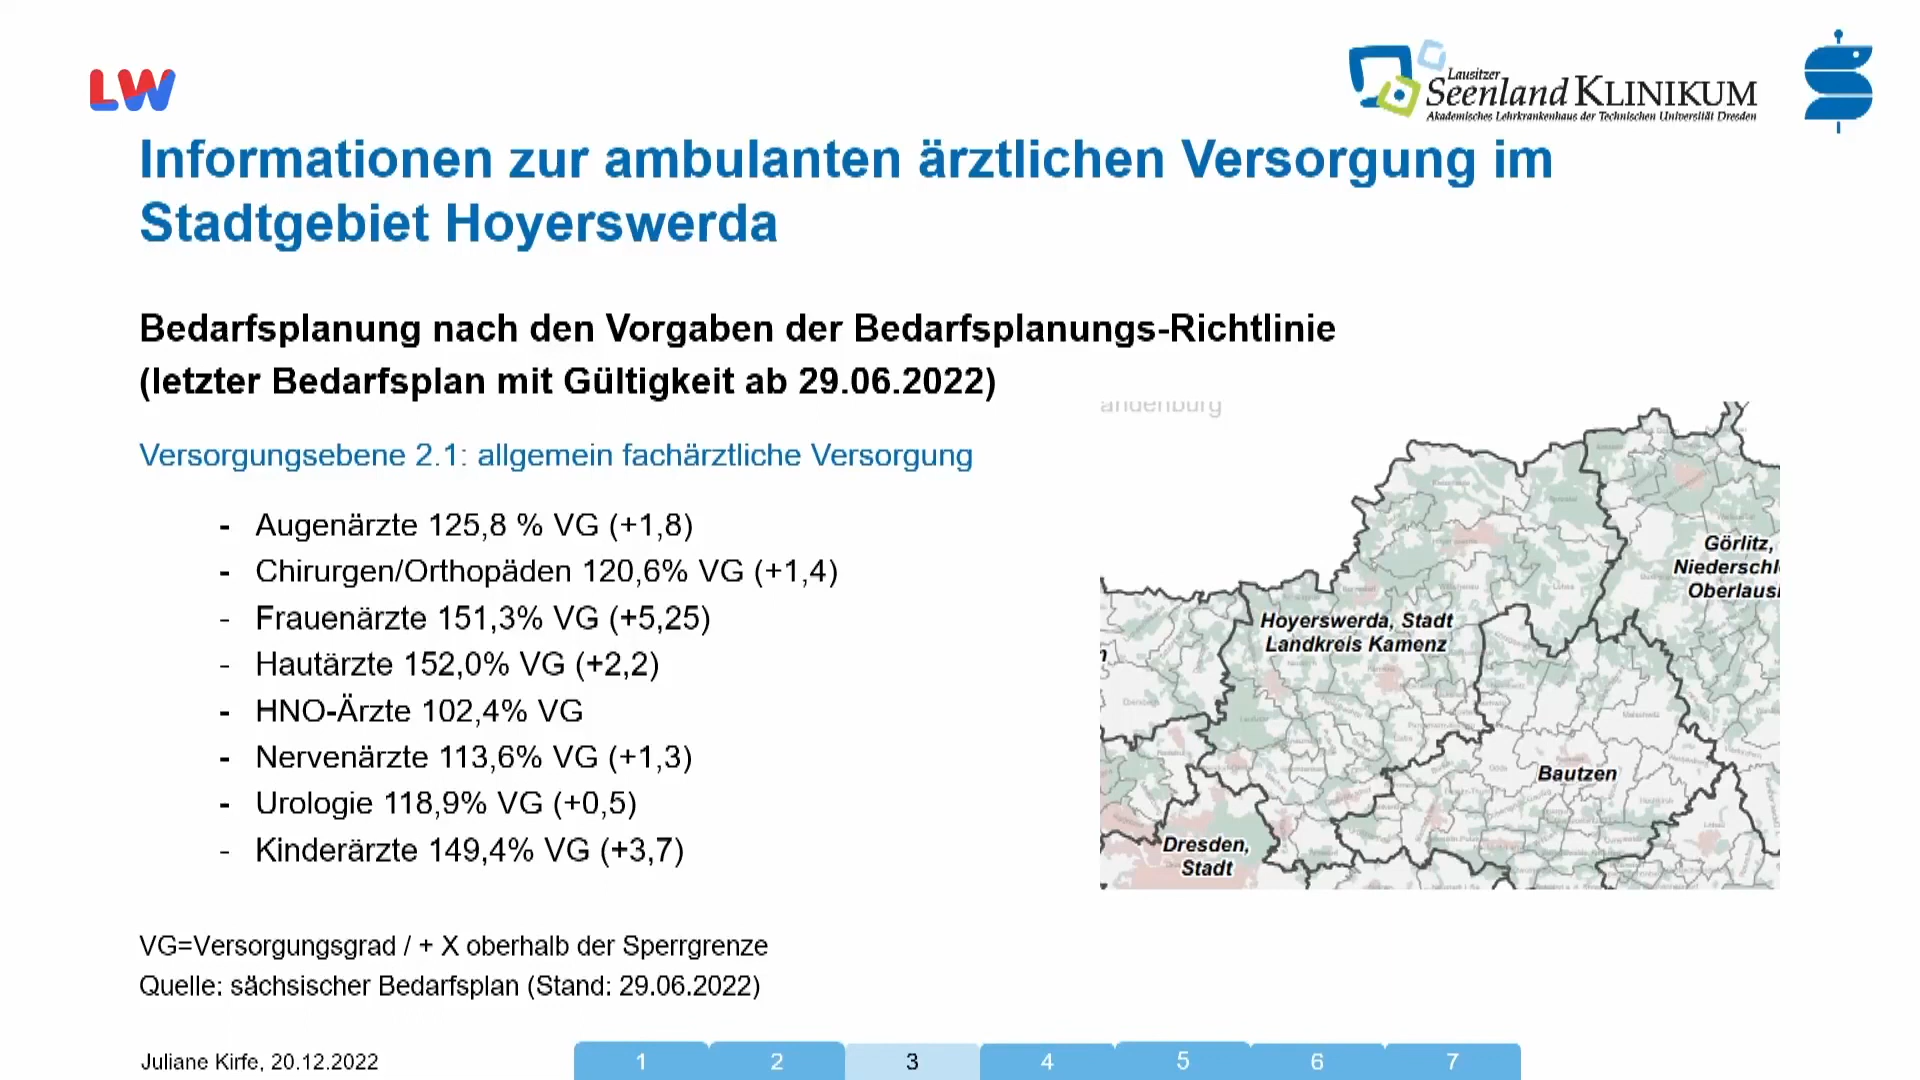 LW
Lausitzer
Seenland KLINIKUM
Akademisches Lehrkrankenhaus der Technischen Universität Dresden
Informationen zur ambulanten ärztlichen Versorgung im
Stadtgebiet Hoyerswerda
Bedarfsplanung nach den Vorgaben der Bedarfsplanungs-Richtlinie
(letzter Bedarfsplan mit Gültigkeit ab 29.06.2022)
Versorgungsebene 2.1: allgemein fachärztliche Versorgung
- Augenärzte 125,8 % VG (+1,8)
- Chirurgen/Orthopäden 120,6% VG (+1,4)
- Frauenärzte 151,3% VG (+5,25)
- Hautärzte 152,0% VG (+2,2)
- HNO-Ärzte 102,4% VG
- Nervenärzte 113,6% VG (+1,3)
- Urologie 118,9% VG (+0,5)
- Kinderärzte 149,4% VG (+3,7)
andenburg
Görlitz,
Niederschl
Oberlaus
Hoyerswerda, Stadt
Landkreis Kamenz
Bautzen
Dresden,
Stadt
VG=Versorgungsgrad / + X oberhalb der Sperrgrenze
Quelle: sächsischer Bedarfsplan (Stand: 29.06.2022)
Juliane Kirfe, 20.12.2022
1 2 3 4 5 6 7